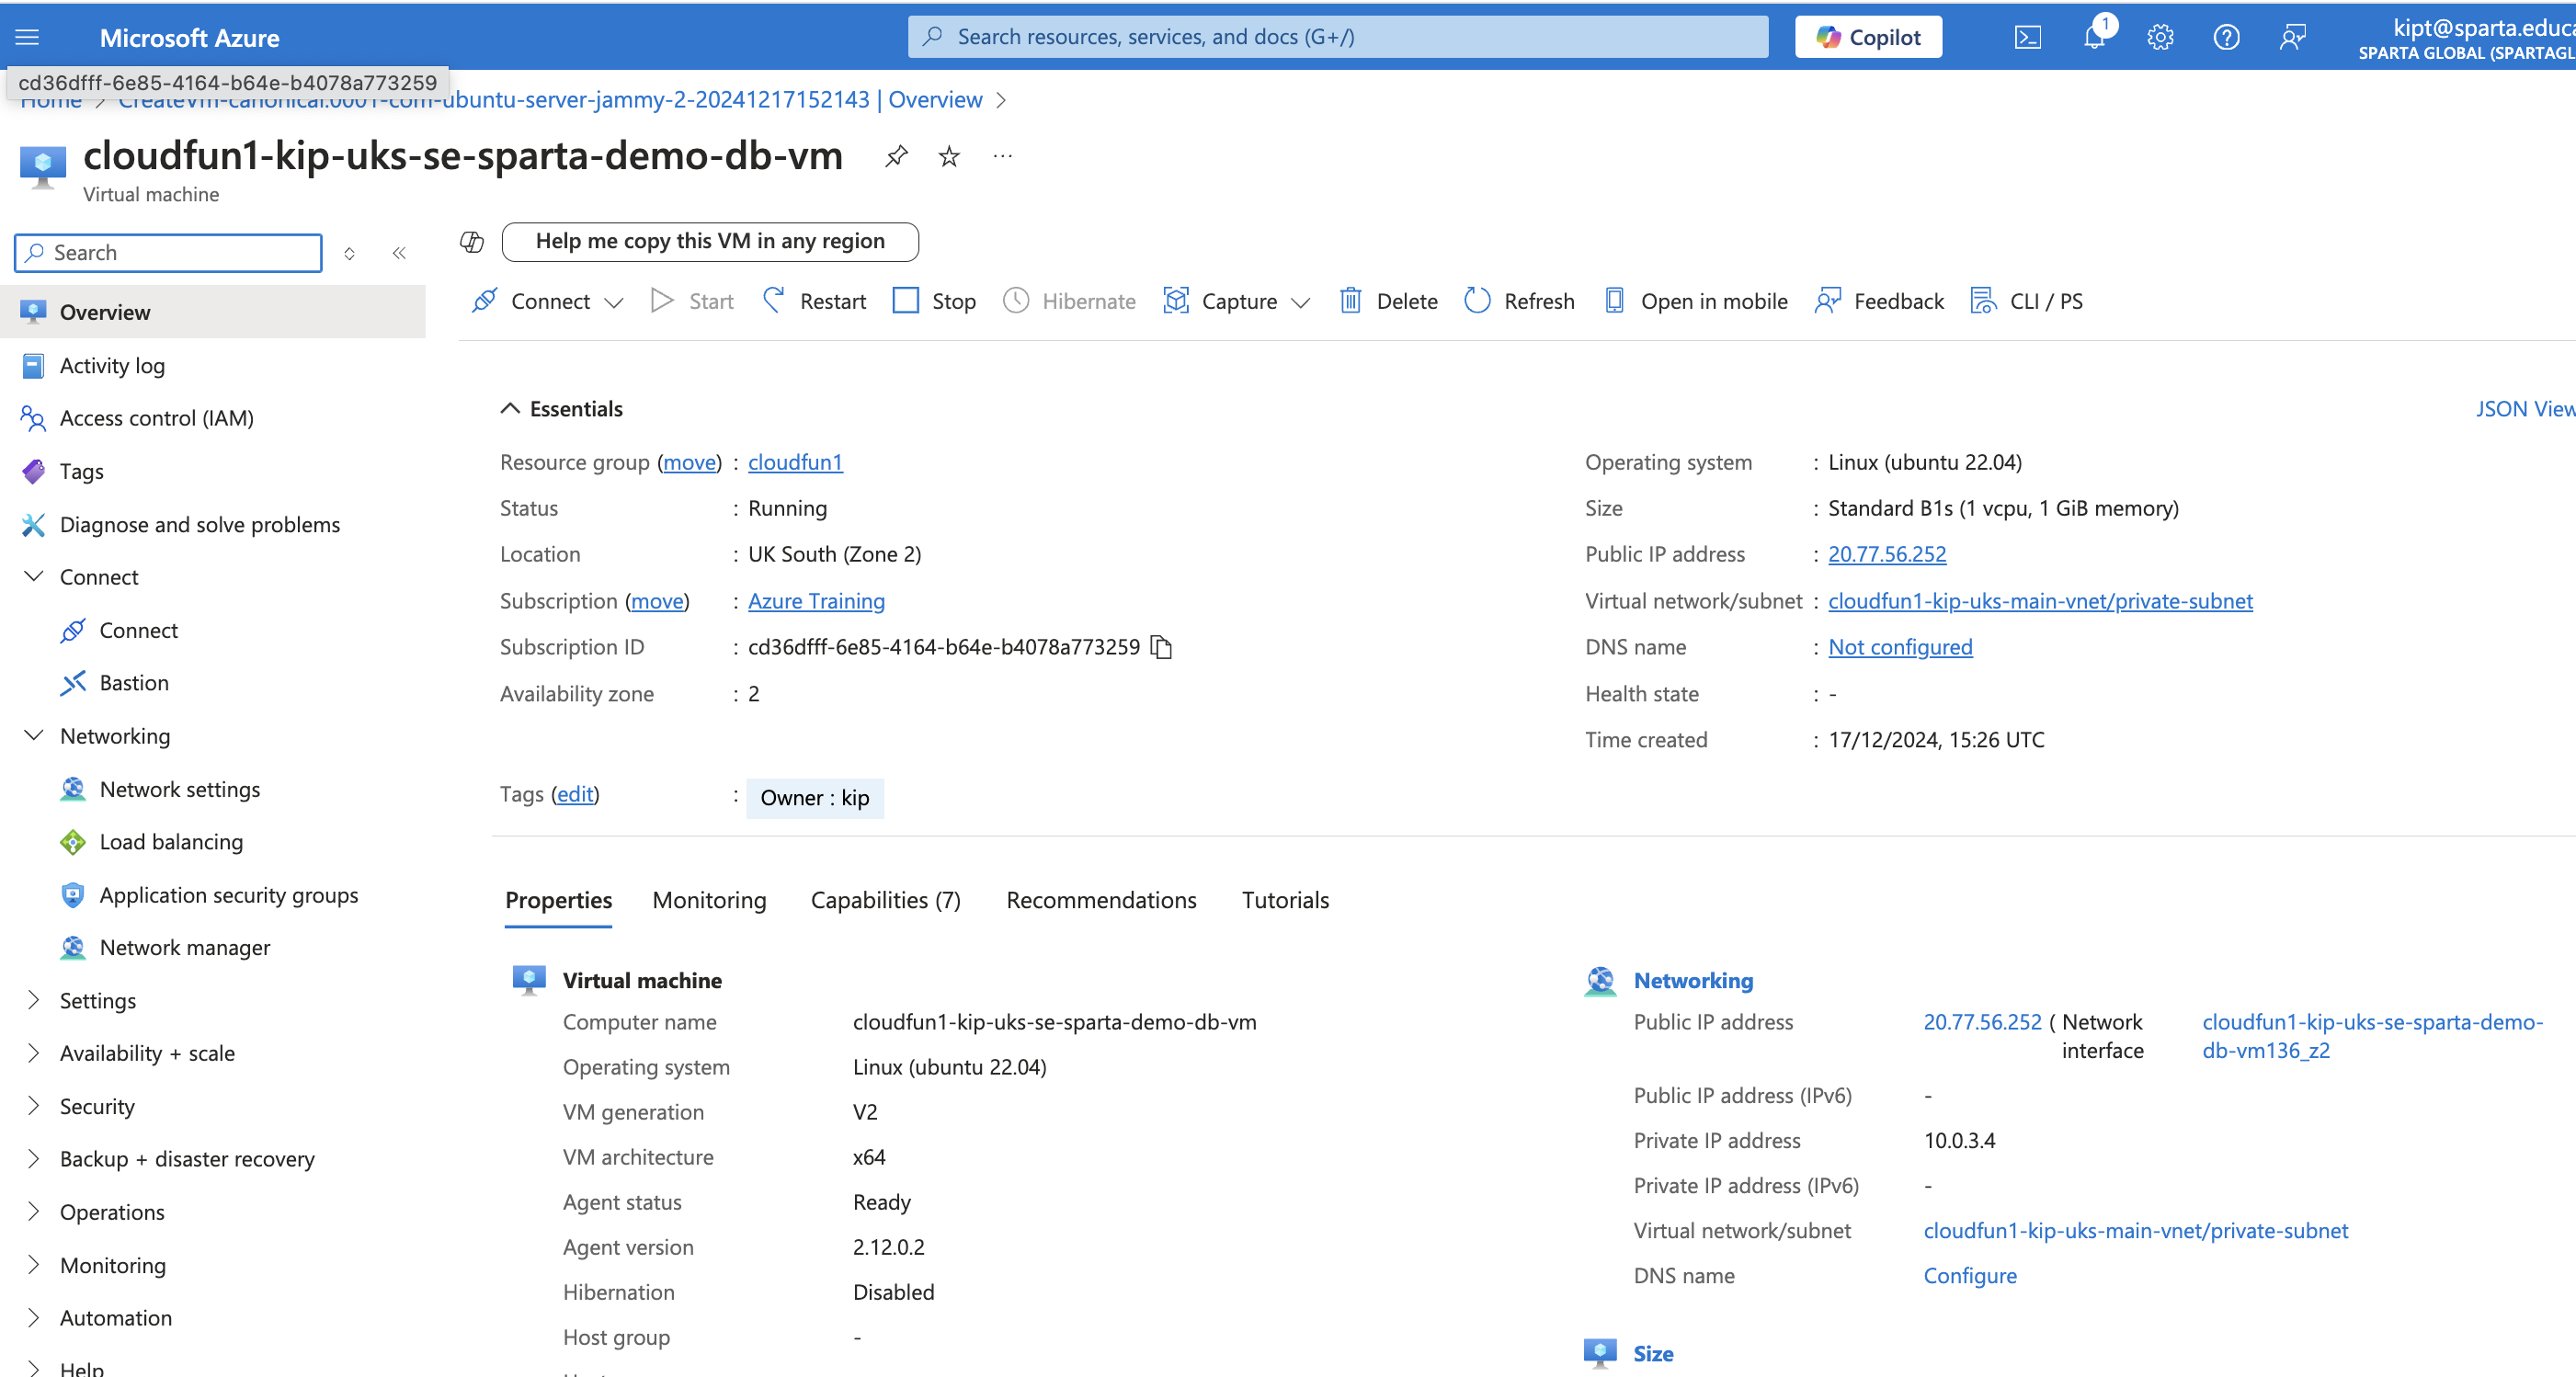 Microsoft Azure
Search resources, services, and docs (G+/)
Copilot
1
kipt@sparta.educa
SPARTA GLOBAL (SPARTAGL
cd36dfff-6e85-4164-b64e-b4078a773259
Home > CreateVm-canonical.0001-com-ubuntu-server-jammy-2-20241217152143 | Overview >
cloudfun1-kip-uks-se-sparta-demo-db-vm
Virtual machine
Search
Help me copy this VM in any region
Connect Start Restart Stop Hibernate Capture Delete Refresh Open in mobile Feedback CLI / PS
Overview
Activity log
Access control (IAM)
Tags
Diagnose and solve problems
Connect
Connect
Bastion
Networking
Network settings
Load balancing
Application security groups
Network manager
Settings
Availability + scale
Security
Backup + disaster recovery
Operations
Monitoring
Automation
Help
Essentials
JSON View
Resource group (move) : cloudfun1
Status : Running
Location : UK South (Zone 2)
Subscription (move) : Azure Training
Subscription ID : cd36dfff-6e85-4164-b64e-b4078a773259
Availability zone : 2
Operating system : Linux (ubuntu 22.04)
Size : Standard B1s (1 vcpu, 1 GiB memory)
Public IP address : 20.77.56.252
Virtual network/subnet : cloudfun1-kip-uks-main-vnet/private-subnet
DNS name : Not configured
Health state : -
Time created : 17/12/2024, 15:26 UTC
Tags (edit) : Owner : kip
Properties Monitoring Capabilities (7) Recommendations Tutorials
Virtual machine
Computer name cloudfun1-kip-uks-se-sparta-demo-db-vm
Operating system Linux (ubuntu 22.04)
VM generation V2
VM architecture x64
Agent status Ready
Agent version 2.12.0.2
Hibernation Disabled
Host group -
Networking
Public IP address 20.77.56.252 ( Network cloudfun1-kip-uks-se-sparta-demo-
interface db-vm136_z2
Public IP address (IPv6) -
Private IP address 10.0.3.4
Private IP address (IPv6) -
Virtual network/subnet cloudfun1-kip-uks-main-vnet/private-subnet
DNS name Configure
Size